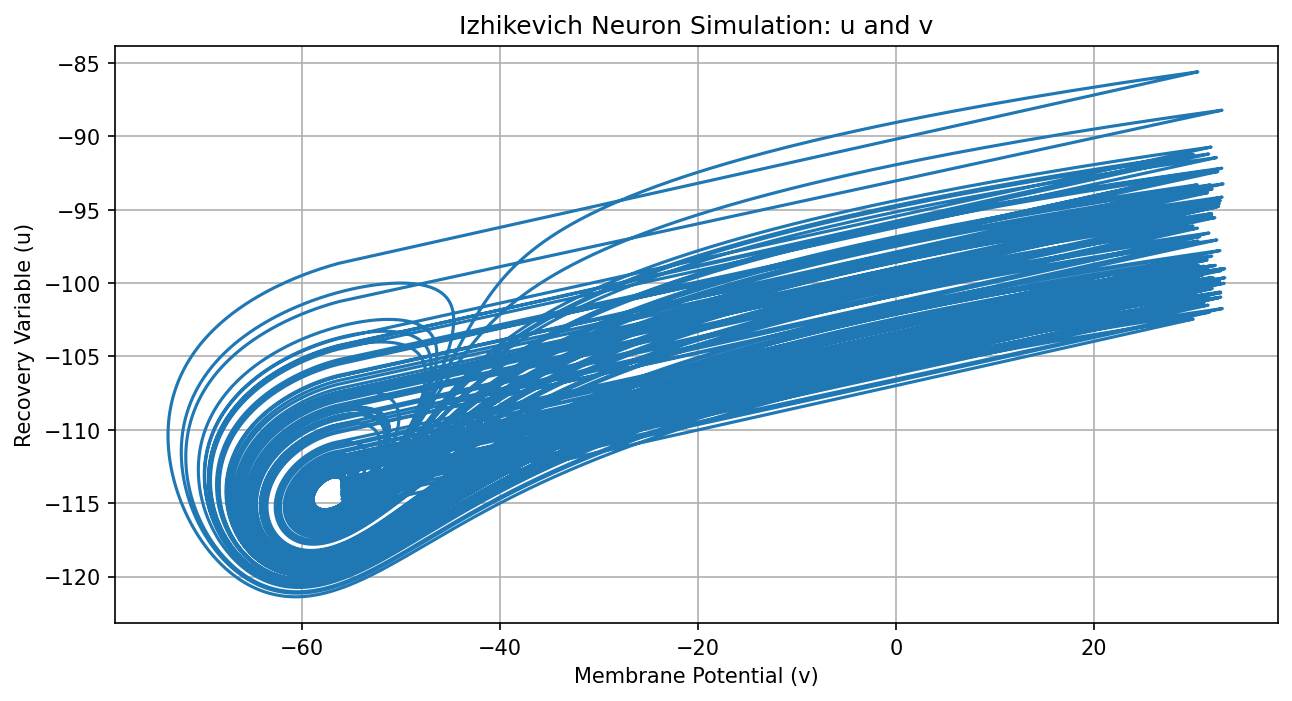 Izhikevich Neuron Simulation: u and v
−85
−90
−95
−100
−105
−110
−115
−120
Recovery Variable (u)
−60 −40 −20 0 20
Membrane Potential (v)